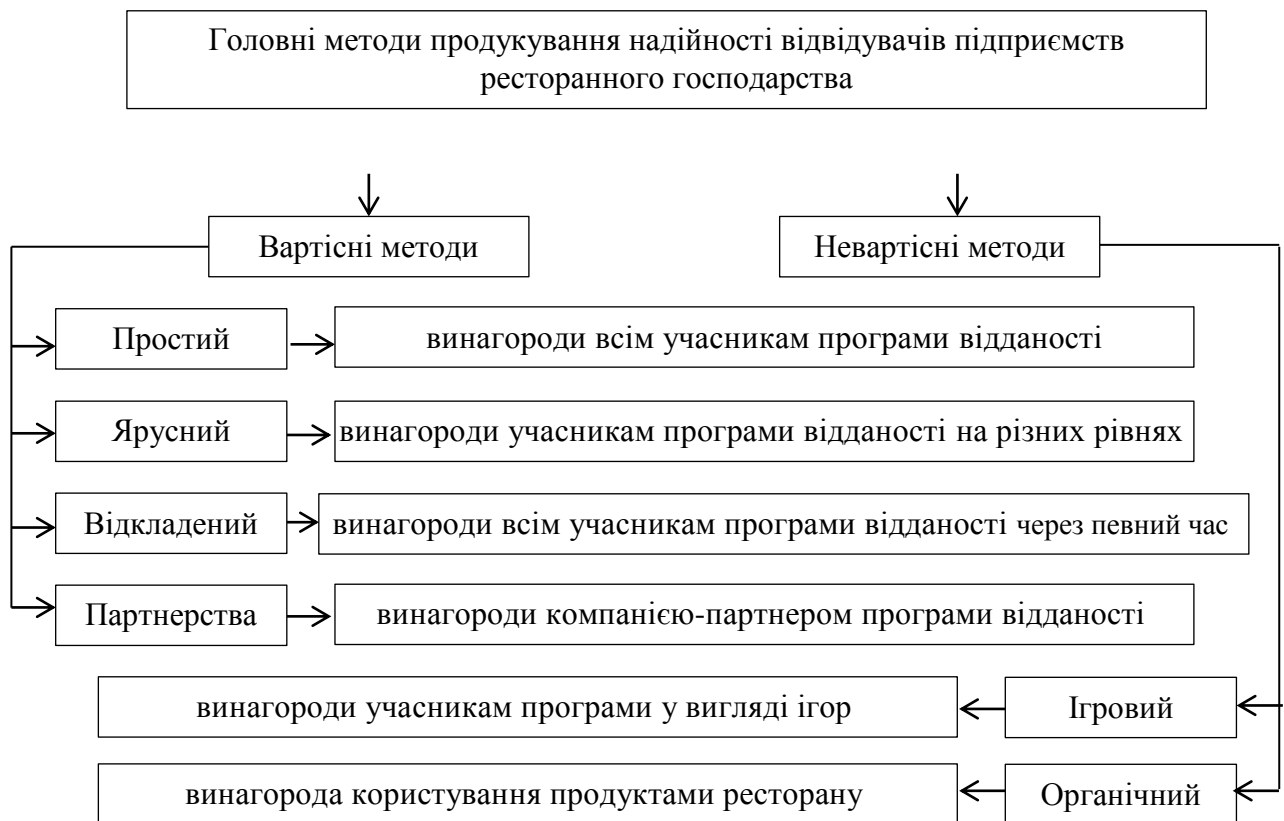 Головні методи продукування надійності відвідувачів підприємств
ресторанного господарства
Вартісні методи
Невартісні методи
Простий
винагороди всім учасникам програми відданості
Ярусний
винагороди учасникам програми відданості на різних рівнях
Відкладений
винагороди всім учасникам програми відданості через певний час
Партнерства
винагороди компанією-партнером програми відданості
винагороди учасникам програми у вигляді ігор
Ігровий
винагорода користування продуктами ресторану
Органічний